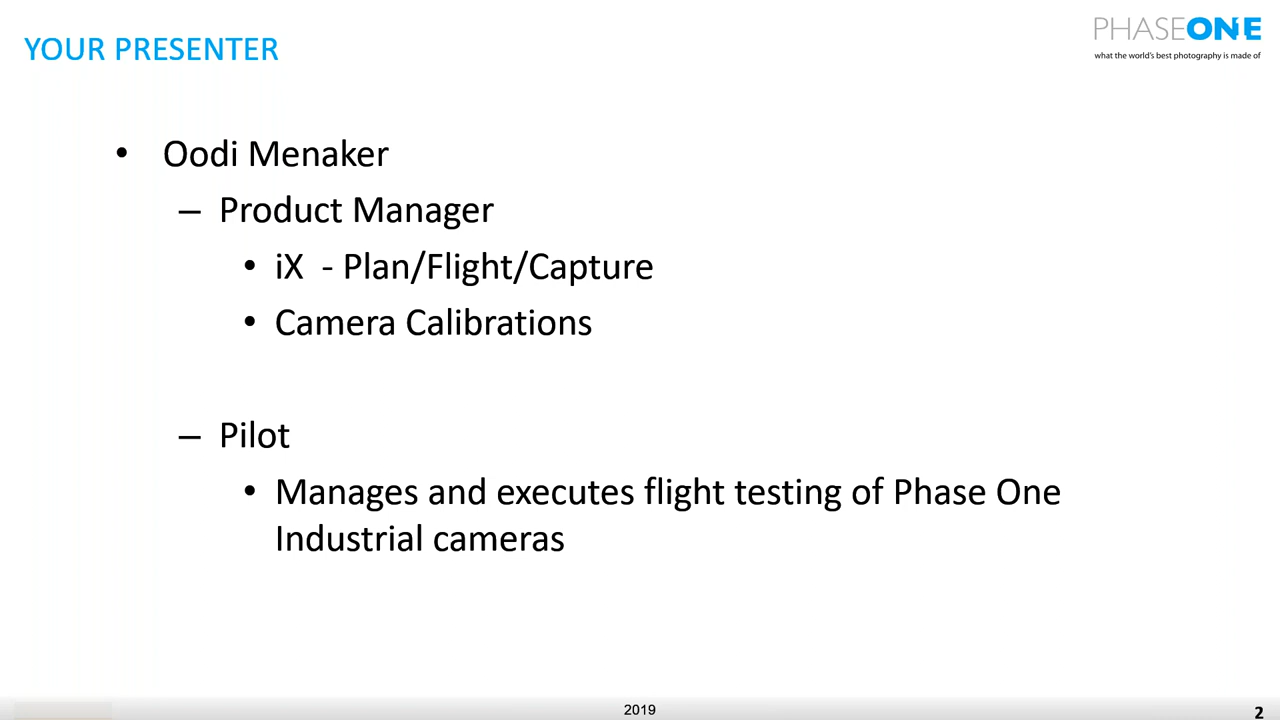 YOUR PRESENTER
PHASEONE
what the world's best photography is made of
• Oodi Menaker
– Product Manager
• iX - Plan/Flight/Capture
• Camera Calibrations
– Pilot
• Manages and executes flight testing of Phase One
Industrial cameras
2019
2